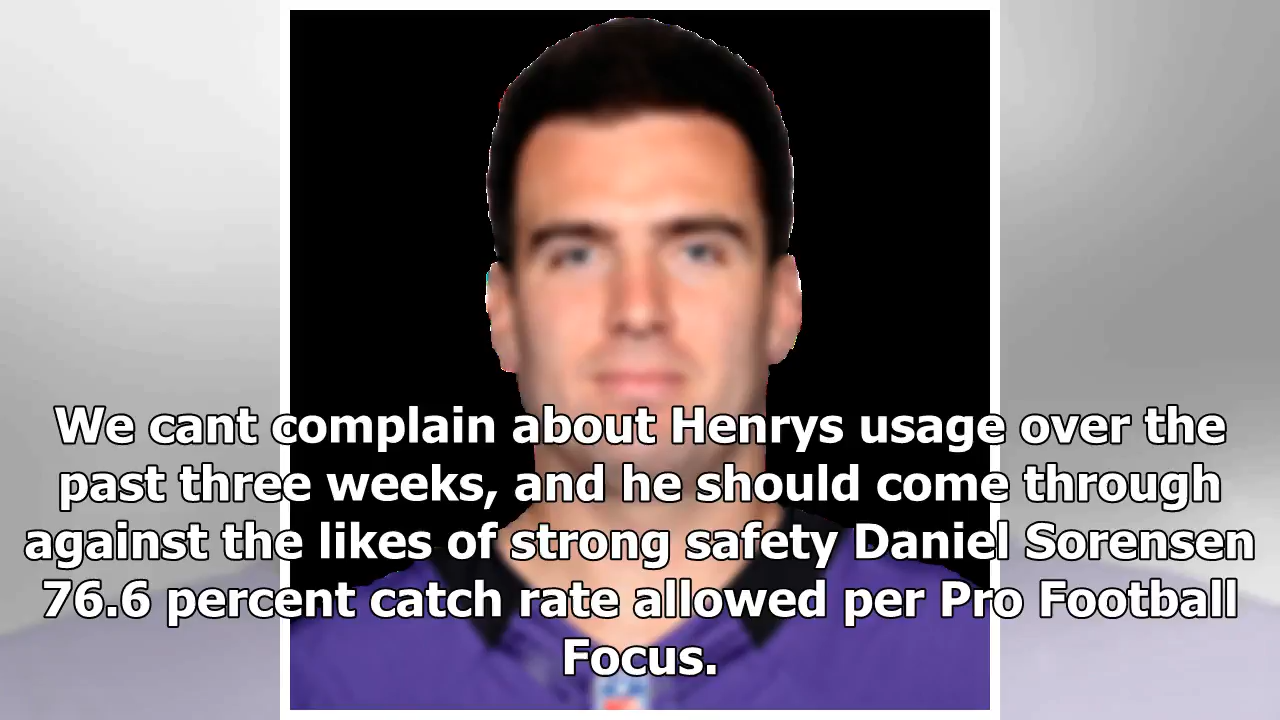 We cant complain about Henrys usage over the
past three weeks, and he should come through
against the likes of strong safety Daniel Sorensen
76.6 percent catch rate allowed per Pro Football
Focus.